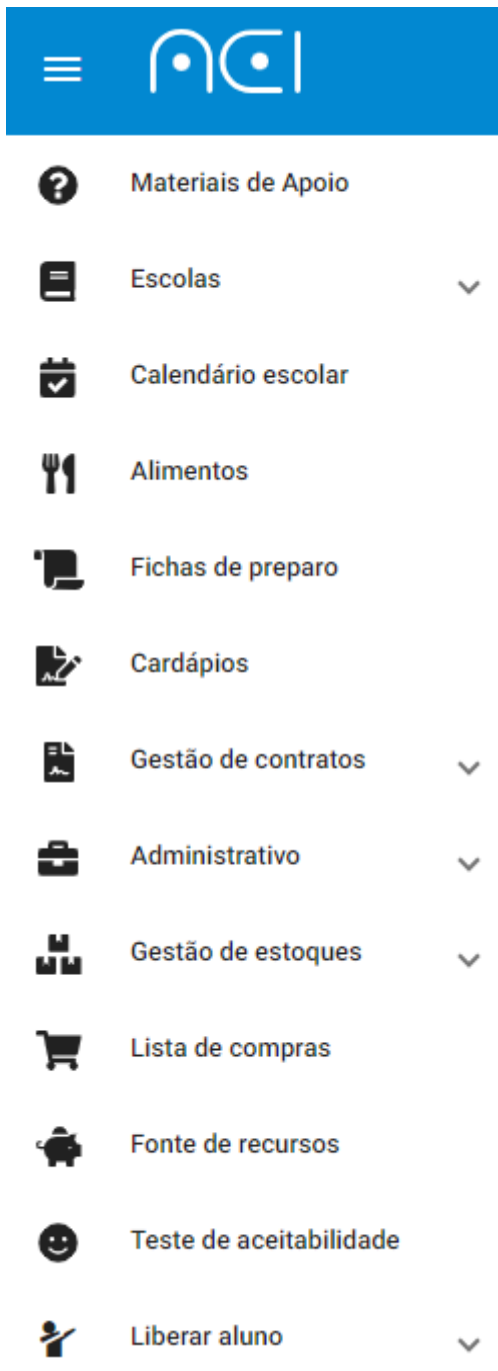 ACI
Materiais de Apoio
Escolas
Calendário escolar
Alimentos
Fichas de preparo
Cardápios
Gestão de contratos
Administrativo
Gestão de estoques
Lista de compras
Fonte de recursos
Teste de aceitabilidade
Liberar aluno